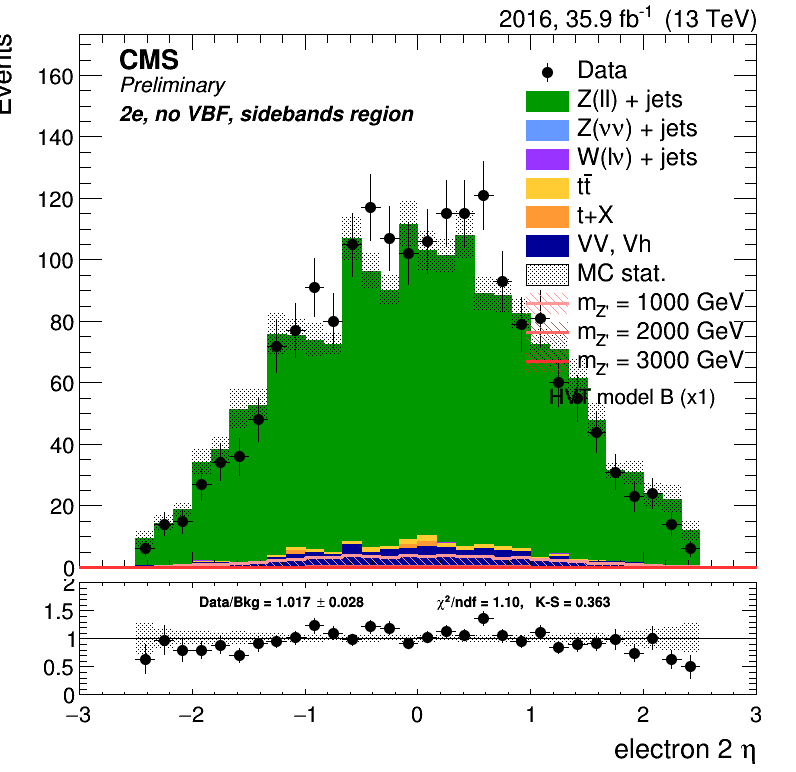 2016, 35.9 fb⁻¹ (13 TeV)
Events
CMS
Preliminary
2e, no VBF, sidebands region
Data
Z(ll) + jets
Z(νν) + jets
W(lν) + jets
tt̄
t+X
VV, Vh
MC stat.
m_Z' = 1000 GeV
m_Z' = 2000 GeV
m_Z' = 3000 GeV
HVT model B (x1)
160
140
120
100
80
60
40
20
0
Data/Bkg = 1.017 ± 0.028
χ²/ndf = 1.10, K-S = 0.363
2
1.5
1
0.5
0
−3 −2 −1 0 1 2 3
electron 2 η